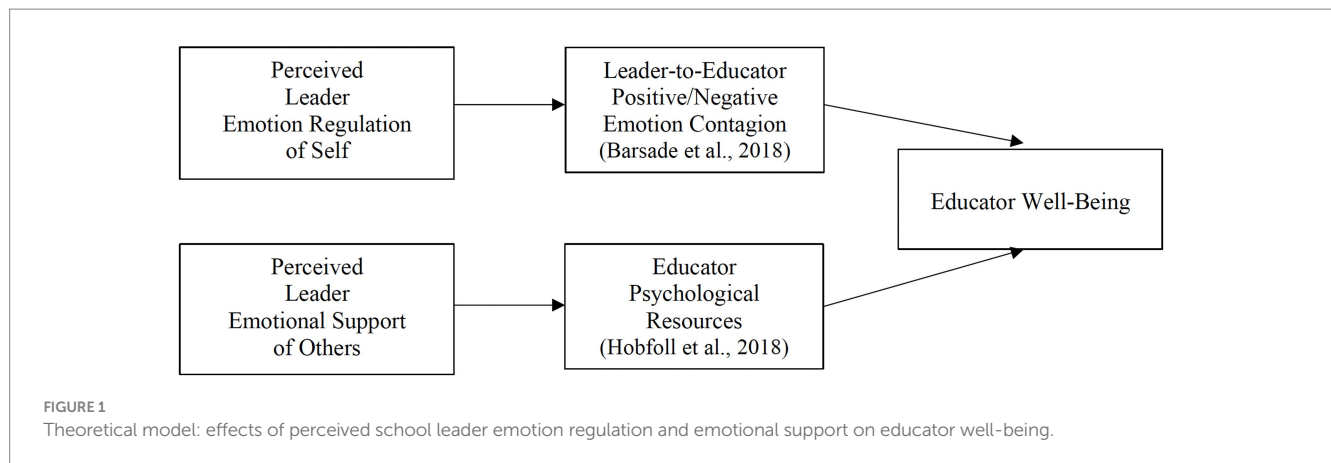 Perceived
Leader
Emotion Regulation
of Self
Leader-to-Educator
Positive/Negative
Emotion Contagion
(Barsade et al., 2018)
Educator Well-Being
Perceived
Leader
Emotional Support
of Others
Educator
Psychological
Resources
(Hobfoll et al., 2018)
FIGURE 1
Theoretical model: effects of perceived school leader emotion regulation and emotional support on educator well-being.